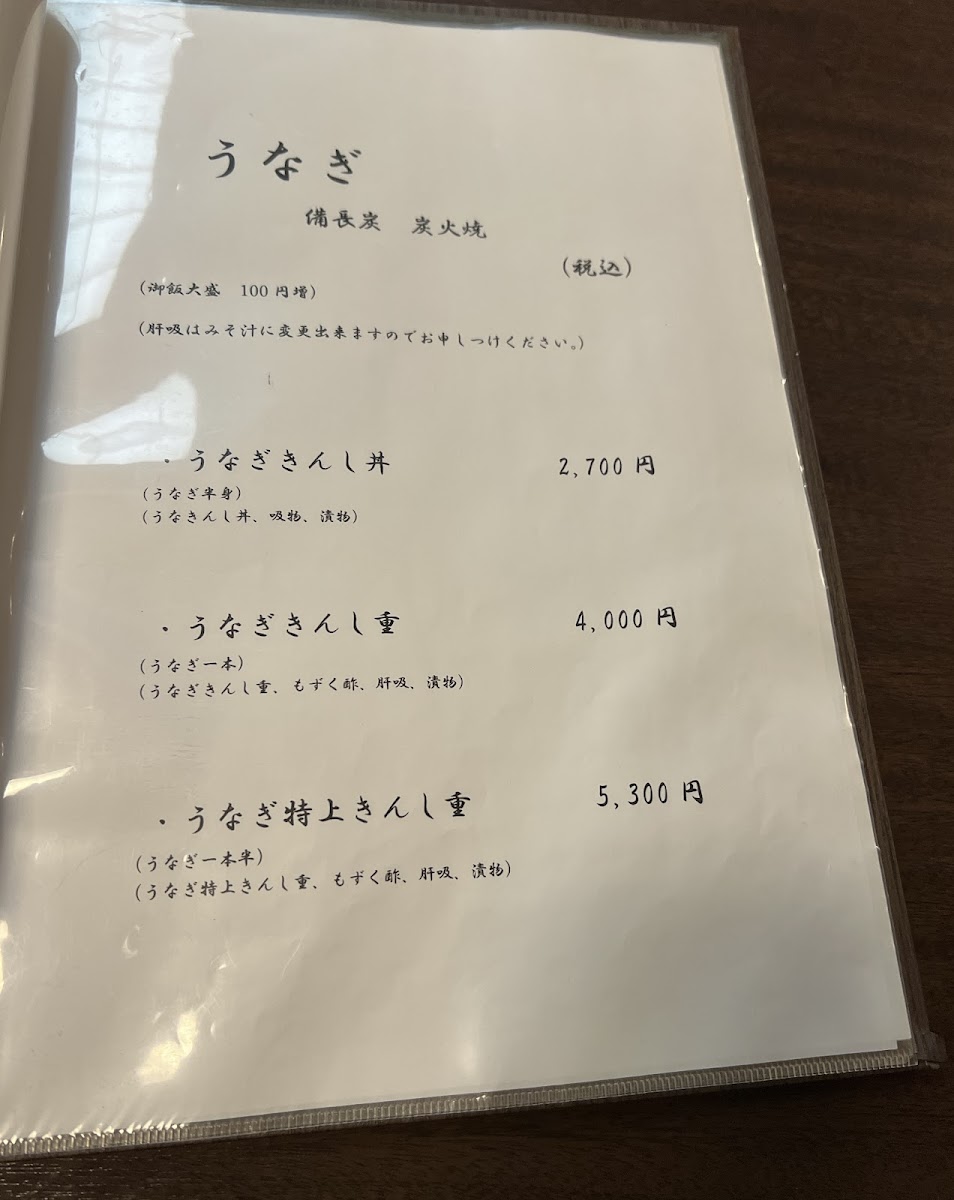 うなぎ
備長炭 炭火焼
(税込)
(御飯大盛 100円増)
(肝吸はみそ汁に変更出来ますのでお申しつけください。)
・うなぎきんし丼 2,700円
(うなぎ半身)
(うなきんし丼、吸物、漬物)
・うなぎきんし重 4,000円
(うなぎ一本)
(うなぎきんし重、もずく酢、肝吸、漬物)
・うなぎ特上きんし重 5,300円
(うなぎ一本半)
(うなぎ特上きんし重、もずく酢、肝吸、漬物)